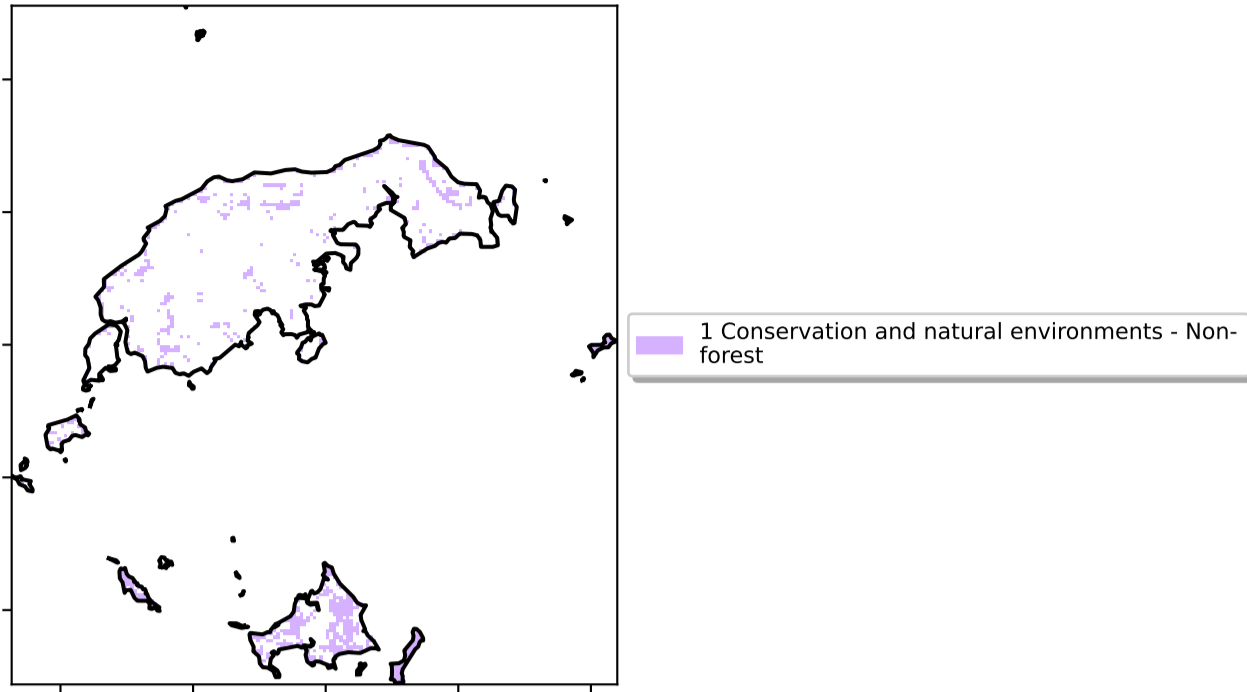 1 Conservation and natural environments - Non-
forest